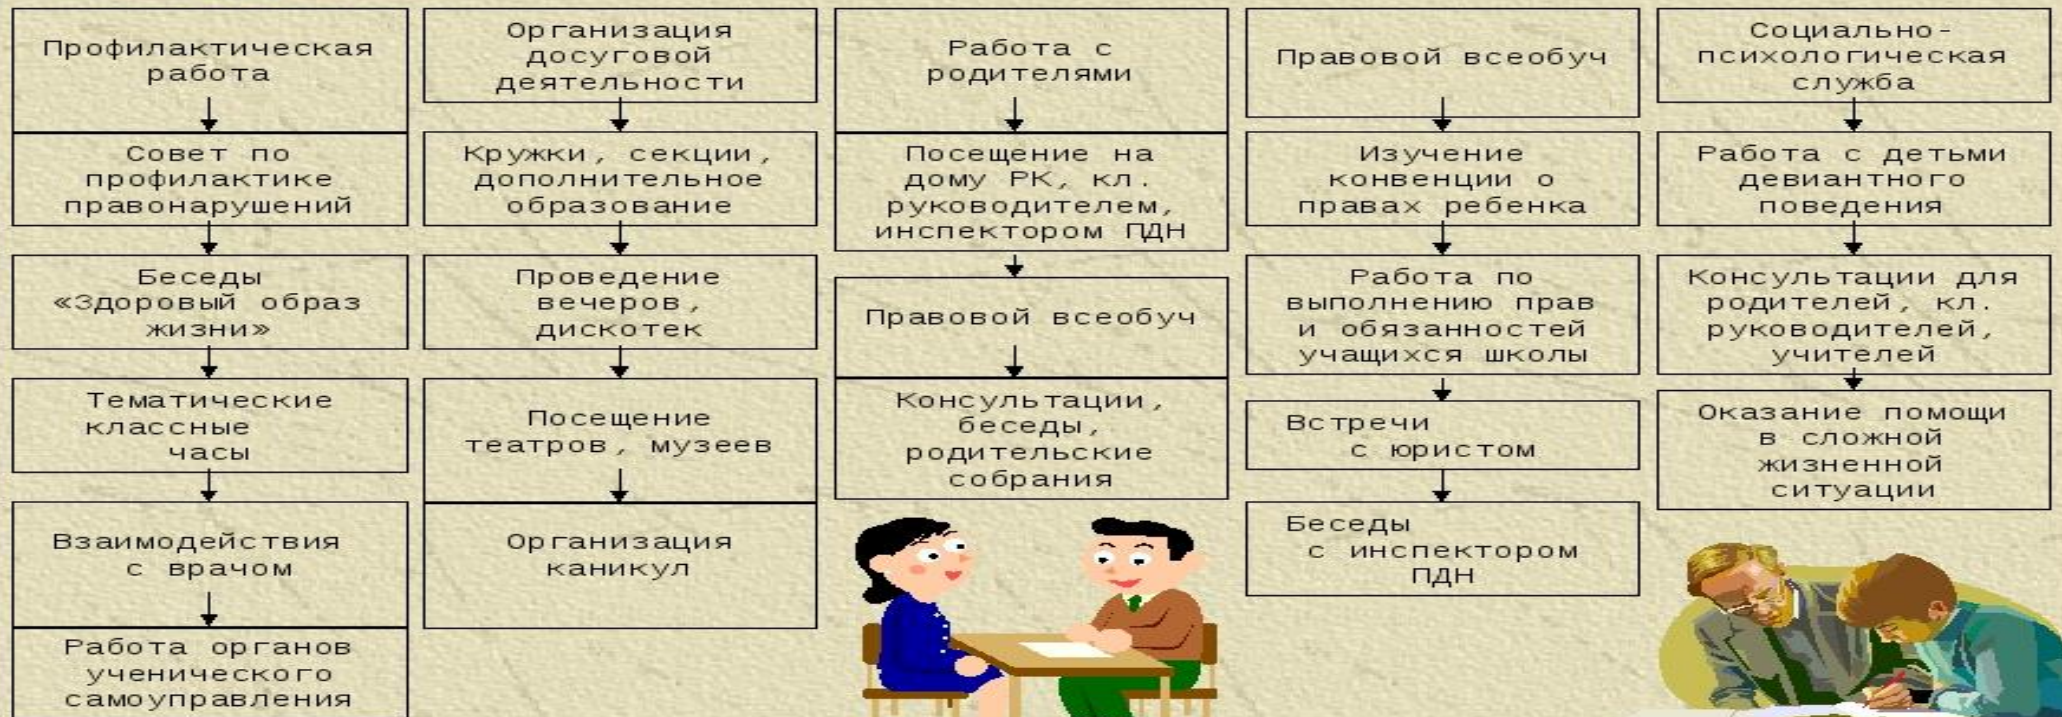 Профилактическая
работа
Совет по
профилактике
правонарушений
Беседы
«Здоровый образ
жизни»
Тематические
классные
часы
Взаимодействия
с врачом
Работа органов
ученического
самоуправления
Организация
досуговой
деятельности
Кружки, секции,
дополнительное
образование
Проведение
вечеров,
дискотек
Посещение
театров, музеев
Организация
каникул
Работа с
родителями
Посещение на
дому РК, кл.
руководителем,
инспектором ПДН
Правовой всеобуч
Консультации,
беседы,
родительские
собрания
Правовой всеобуч
Изучение
конвенции о
правах ребенка
Работа по
выполнению прав
и обязанностей
учащихся школы
Встречи
с юристом
Беседы
с инспектором
ПДН
Социально-
психологическая
служба
Работа с детьми
девиантного
поведения
Консультации для
родителей, кл.
руководителей,
учителей
Оказание помощи
в сложной
жизненной
ситуации